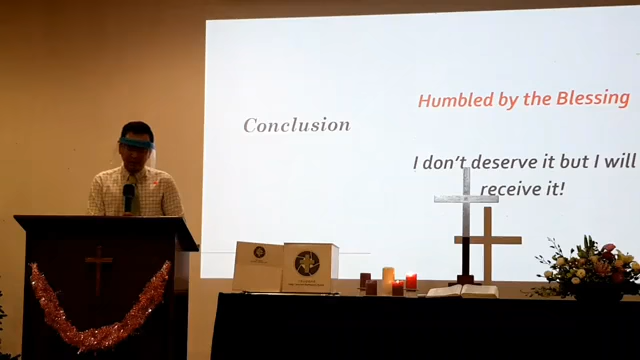 Conclusion
Humbled by the Blessing
I don't deserve it but I will
receive it!